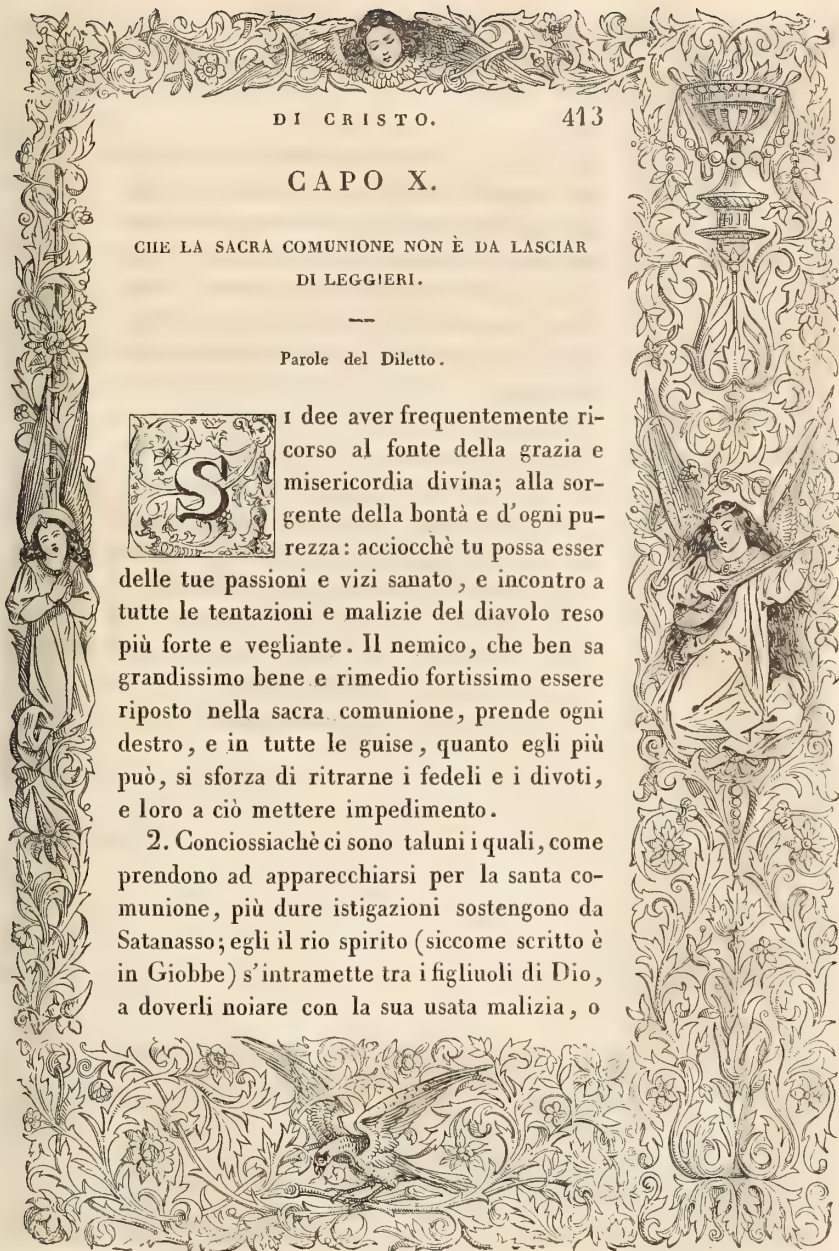 DI CRISTO. 413
CAPO X.
CHE LA SACRA COMUNIONE NON È DA LASCIAR
DI LEGGIERI.
Parole del Diletto.
SI dee aver frequentemente ri-
corso al fonte della grazia e
misericordia divina; alla sor-
gente della bontà e d'ogni pu-
rezza: acciocchè tu possa esser
delle tue passioni e vizi sanato, e incontro a
tutte le tentazioni e malizie del diavolo reso
più forte e vegliante. Il nemico, che ben sa
grandissimo bene e rimedio fortissimo essere
riposto nella sacra comunione, prende ogni
destro, e in tutte le guise, quanto egli più
può, si sforza di ritrarne i fedeli e i divoti,
e loro a ciò mettere impedimento.
2. Conciossiachè ci sono taluni i quali, come
prendono ad apparecchiarsi per la santa co-
munione, più dure istigazioni sostengono da
Satanasso; egli il rio spirito (siccome scritto è
in Giobbe) s'intramette tra i figliuoli di Dio,
a doverli noiare con la sua usata malizia, o